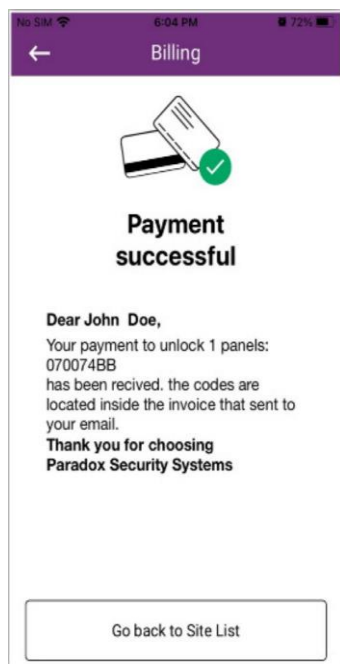 No SIM 6:04 PM 72%
Billing
Payment
successful
Dear John Doe,
Your payment to unlock 1 panels:
070074BB
has been recived. the codes are
located inside the invoice that sent to
your email.
Thank you for choosing
Paradox Security Systems
Go back to Site List